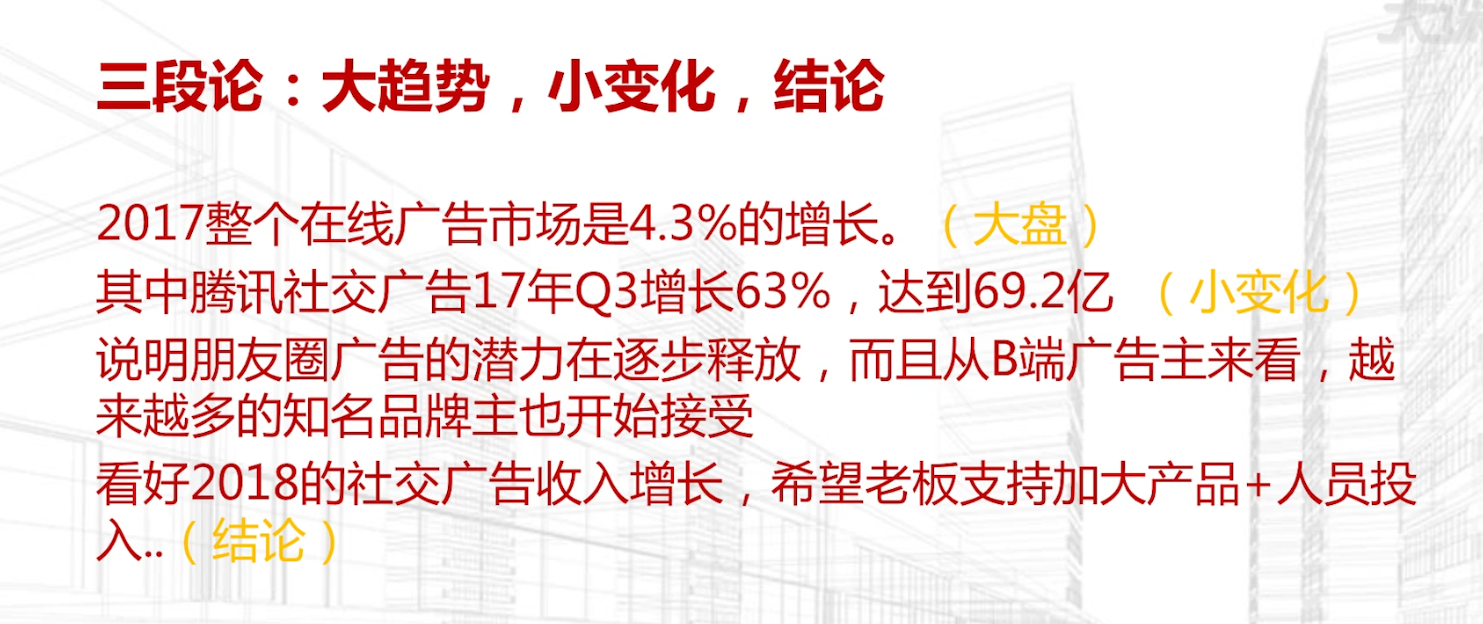 三段论：大趋势，小变化，结论
2017整个在线广告市场是4.3%的增长。（大盘）
其中腾讯社交广告17年Q3增长63%，达到69.2亿（小变化）
说明朋友圈广告的潜力在逐步释放，而且从B端广告主来看，越
来越多的知名品牌主也开始接受
看好2018的社交广告收入增长，希望老板支持加大产品+人员投
入..（结论）